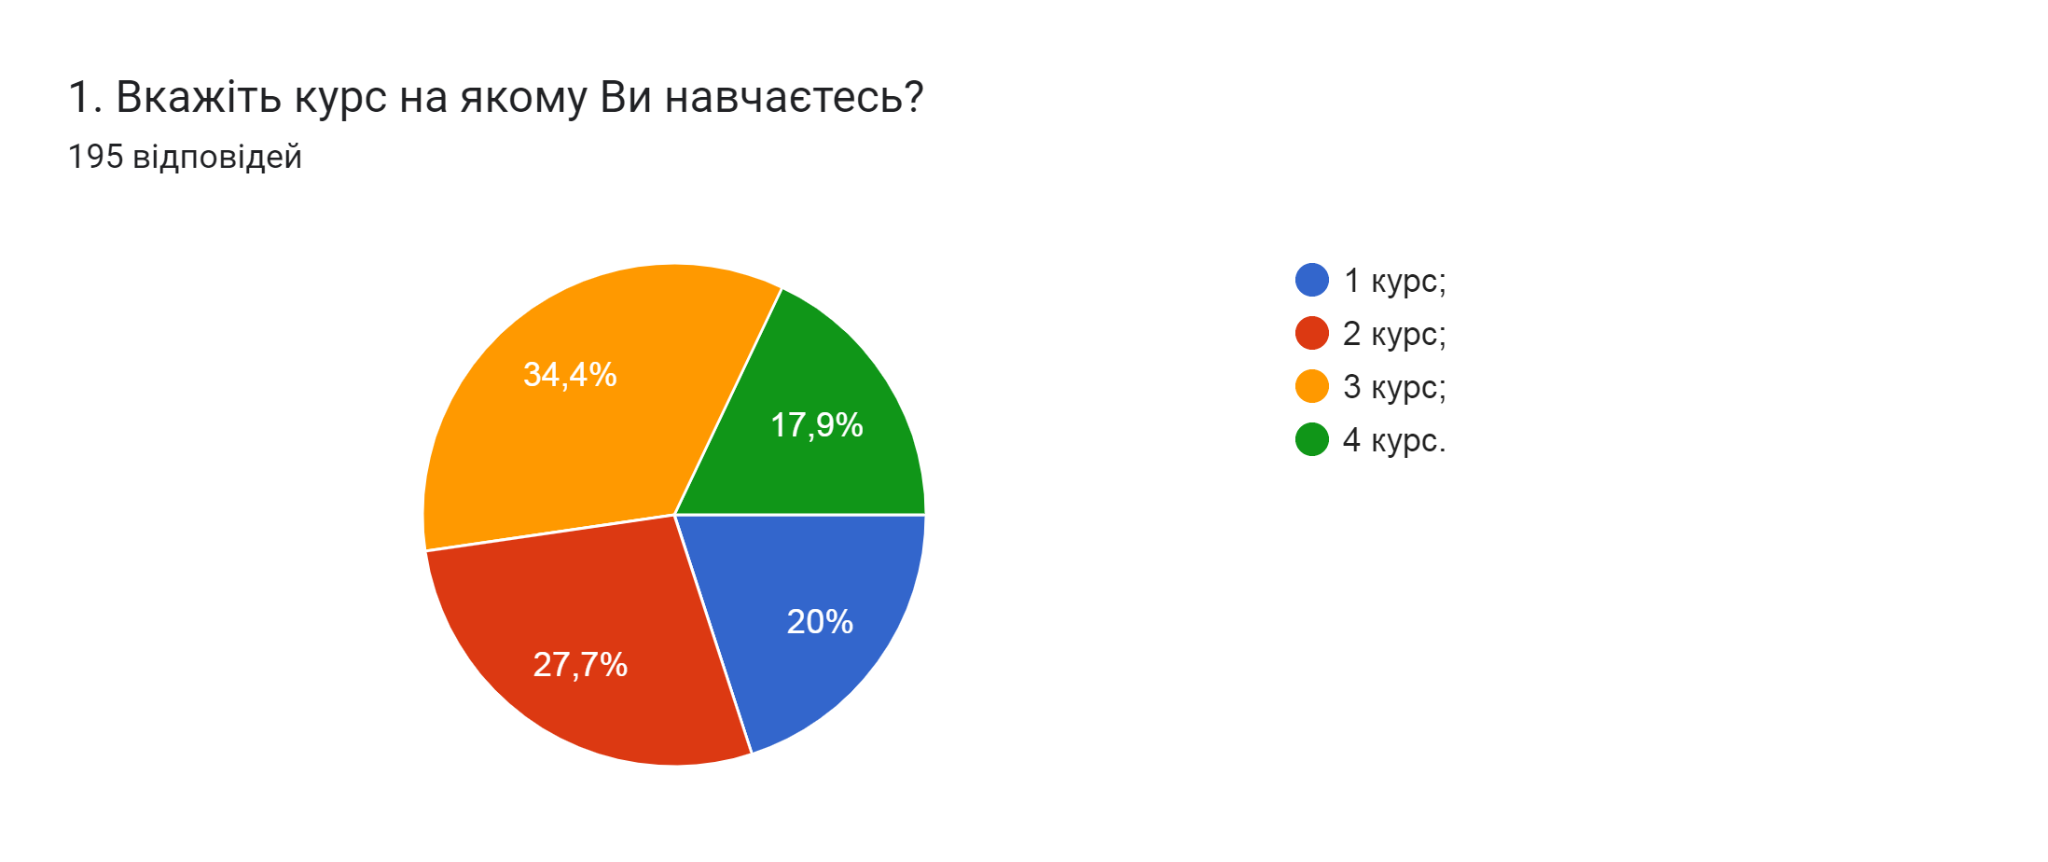 1. Вкажіть курс на якому Ви навчаєтесь?
195 відповідей
34,4%
17,9%
20%
27,7%
1 курс;
2 курс;
3 курс;
4 курс.